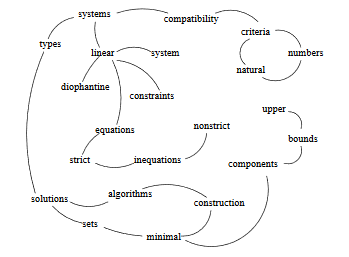 systems
compatibility
criteria
types
linear
system
numbers
natural
diophantine
constraints
upper
equations
nonstrict
bounds
strict
inequations
components
solutions
algorithms
construction
sets
minimal